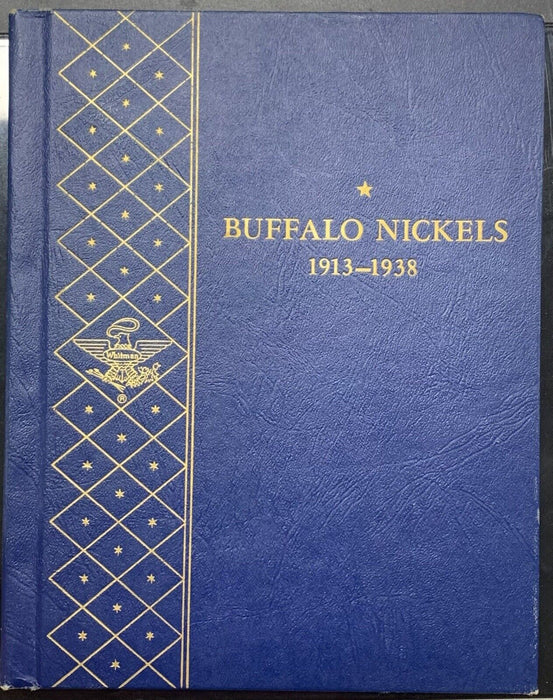 BUFFALO NICKELS
1913–1938
Whitman
®